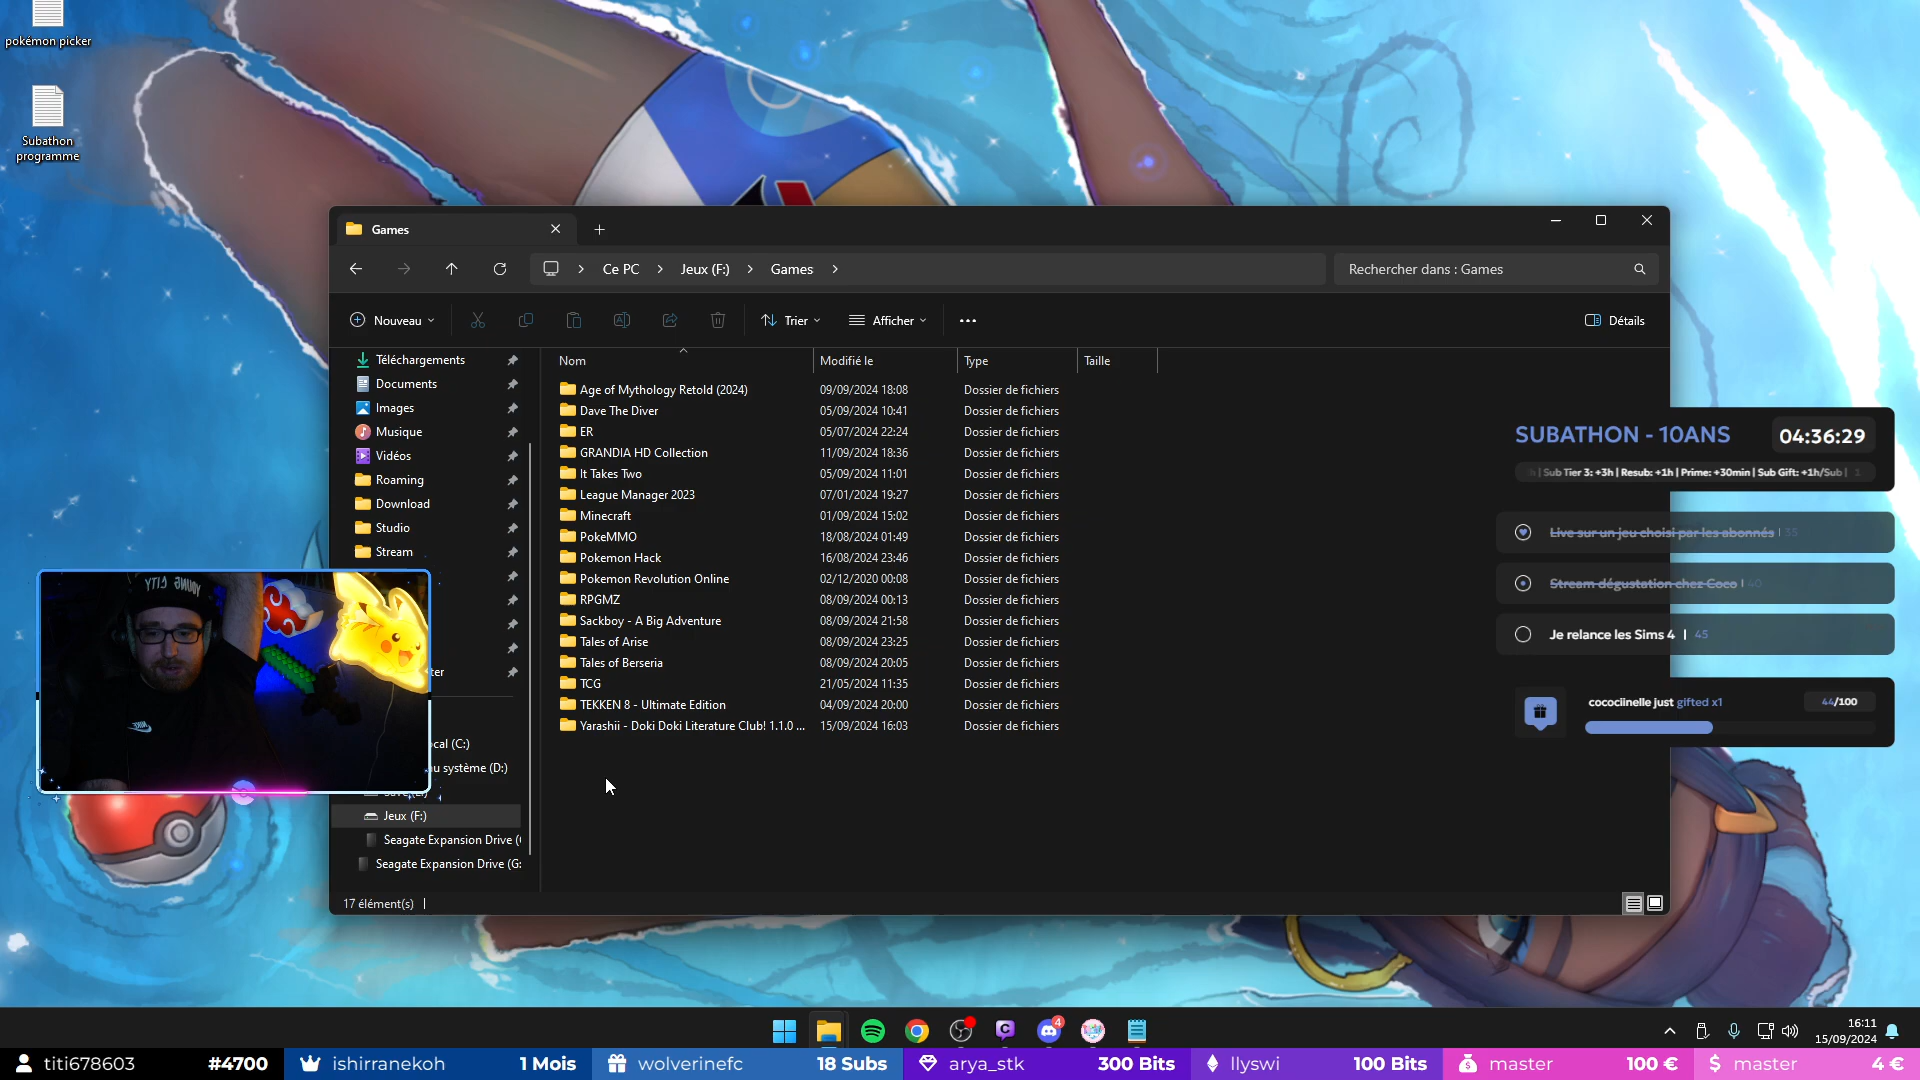 pokémon picker
Subathon
programme
Games
Ce PC
Jeux (F:)
Games
Rechercher dans : Games
Nouveau
Trier
Afficher
Détails
Téléchargements
Documents
Images
Musique
Vidéos
Roaming
Download
Studio
Stream
Jeux (F:)
Seagate Expansion Drive (
Seagate Expansion Drive (G:
Nom Modifié le Type Taille
Age of Mythology Retold (2024) 09/09/2024 18:08 Dossier de fichiers
Dave The Diver 05/09/2024 10:41 Dossier de fichiers
ER 05/07/2024 22:24 Dossier de fichiers
GRANDIA HD Collection 11/09/2024 18:36 Dossier de fichiers
It Takes Two 05/09/2024 11:01 Dossier de fichiers
League Manager 2023 07/01/2024 19:27 Dossier de fichiers
Minecraft 01/09/2024 15:02 Dossier de fichiers
PokeMMO 18/08/2024 01:49 Dossier de fichiers
Pokemon Hack 16/08/2024 23:46 Dossier de fichiers
Pokemon Revolution Online 02/12/2020 00:08 Dossier de fichiers
RPGMZ 08/09/2024 00:13 Dossier de fichiers
Sackboy - A Big Adventure 08/09/2024 21:58 Dossier de fichiers
Tales of Arise 08/09/2024 23:25 Dossier de fichiers
Tales of Berseria 08/09/2024 20:05 Dossier de fichiers
TCG 21/05/2024 11:35 Dossier de fichiers
TEKKEN 8 - Ultimate Edition 04/09/2024 20:00 Dossier de fichiers
Yarashii - Doki Doki Literature Club! 1.1.0 ... 15/09/2024 16:03 Dossier de fichiers
17 élément(s)
SUBATHON - 10ANS 04:36:29
| Sub Tier 3: +3h | Resub: +1h | Prime: +30min | Sub Gift: +1h/Sub |
Live sur un jeu choisi par les abonnés | 35
Stream dégustation chez Coco | 40
Je relance les Sims 4 | 45
cocociinelle just gifted x1 44/100
YOUNG CITY
4
16:11
15/09/2024
titi678603 #4700 ishirranekoh 1 Mois wolverinefc 18 Subs arya_stk 300 Bits llyswi 100 Bits master 100 € master 4 €